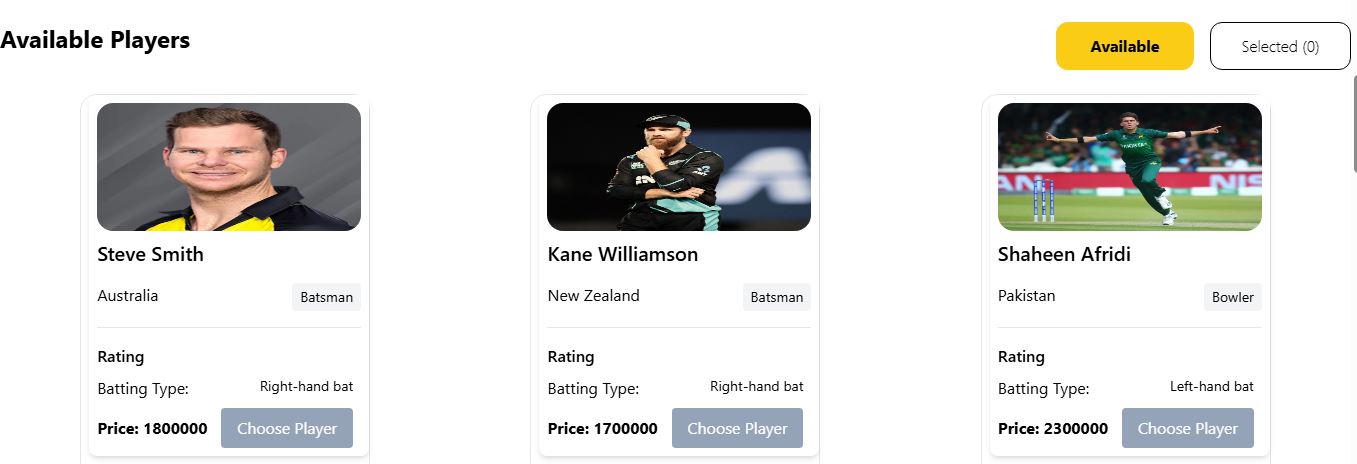 Available Players
Available
Selected (0)
Steve Smith
Australia
Batsman
Rating
Batting Type:
Right-hand bat
Price: 1800000
Choose Player
Kane Williamson
New Zealand
Batsman
Rating
Batting Type:
Right-hand bat
Price: 1700000
Choose Player
Shaheen Afridi
Pakistan
Bowler
Rating
Batting Type:
Left-hand bat
Price: 2300000
Choose Player